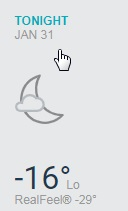 TONIGHT
JAN 31
-16° Lo
RealFeel® -29°